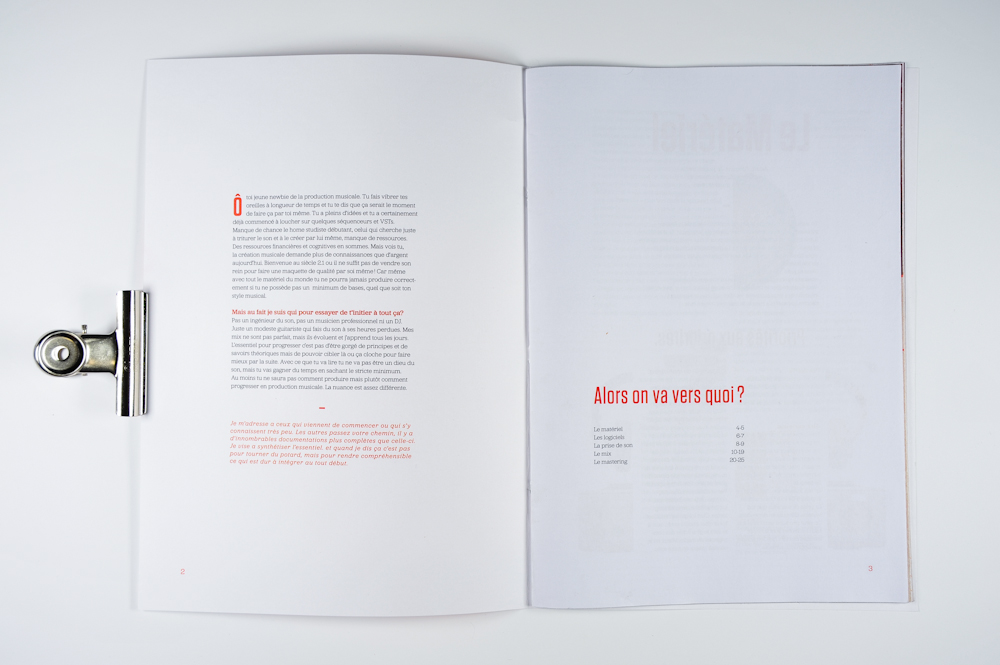 Ô toi jeune newbie de la production musicale. Tu fais vibrer tes
oreilles à longueur de temps et tu te dis que ça serait le moment
de faire ça par toi même. Tu a pleins d'idées et tu a certainement
déjà commencé à loucher sur quelques séquenceurs et VSTs.
Manque de chance le home studiste débutant, celui qui cherche juste
à triturer le son et à le créer par lui même, manque de ressources.
Des ressources financières et cognitives en sommes. Mais vois tu,
la création musicale demande plus de connaissances que d'argent
aujourd'hui. Bienvenue au siècle 21 ou il ne suffit pas de vendre son
rein pour faire une maquette de qualité par soi même! Car même
avec tout le matériel du monde tu ne pourra jamais produire correct-
ement si tu ne possède pas un minimum de bases, quel que soit ton
style musical.
Mais au fait je suis qui pour essayer de t'initier à tout ça?
Pas un ingénieur du son, pas un musicien professionnel ni un DJ.
Juste un modeste guitariste qui fais du son à ses heures perdues. Mes
mix ne sont pas parfait, mais ils évoluent et j'apprend tous les jours.
L'essentiel pour progresser c'est pas d'être gorgé de principes et de
savoirs théoriques mais de pouvoir cibler là ou ça cloche pour faire
mieux par la suite. Avec ce que tu va lire tu ne va pas être un dieu du
son, mais tu vas gagner du temps en sachant le stricte minimum.
Au moins tu ne saura pas comment produire mais plutôt comment
progresser en production musicale. La nuance est assez différente.
Je m'adresse a ceux qui viennent de commencer ou qui s'y
connaissent très peu. Les autres passez votre chemin, il y a
d'innombrables documentations plus complètes que celle-ci.
Je vise à synthétiser l'essentiel, et quand je dis ça c'est pas
pour tourner du potard, mais pour rendre compréhensible
ce qui est dur à intégrer au tout début.
2
Alors on va vers quoi ?
Le matériel 4-5
Les logiciels 6-7
La prise de son 8-9
Le mix 10-19
Le mastering 20-25
3